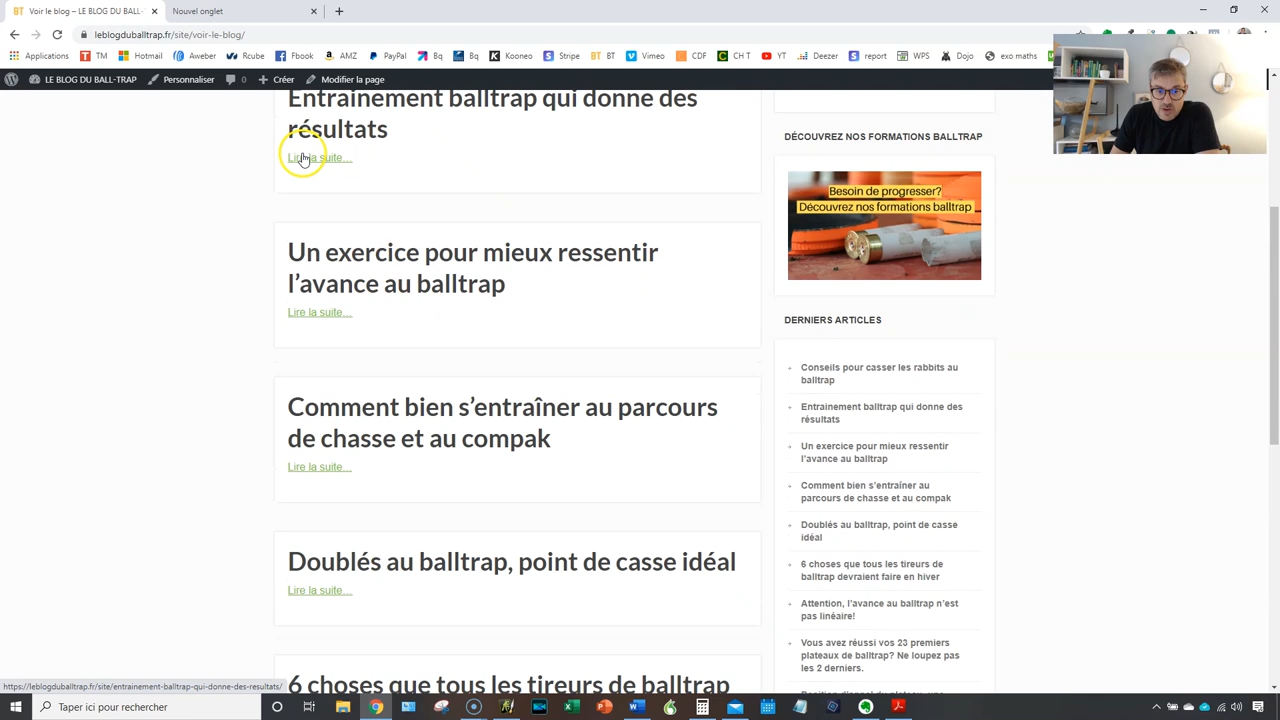 Voir le blog – LE BLOG DU BALL-T
Nouvel onglet
leblogduballtrap.com/site/voir-le-blog/
Applications TM Hotmail Aweber Rcube Fbook AMZ PayPal Bq Bq Kooneo Stripe BT Vimeo CDF CH T YT Deezer report WPS Dojo exo maths
LE BLOG DU BALL-TRAP Personnaliser 0 Créer Modifier la page
Entrainement balltrap qui donne des
résultats
Lire la suite...
Un exercice pour mieux ressentir
l’avance au balltrap
Lire la suite...
Comment bien s’entraîner au parcours
de chasse et au compak
Lire la suite...
Doublés au balltrap, point de casse idéal
Lire la suite...
6 choses que tous les tireurs de balltrap
DÉCOUVREZ NOS FORMATIONS BALLTRAP
Besoin de progresser?
Découvrez nos formations balltrap
DERNIERS ARTICLES
Conseils pour casser les rabbits au
balltrap
Entrainement balltrap qui donne des
résultats
Un exercice pour mieux ressentir
l’avance au balltrap
Comment bien s’entraîner au
parcours de chasse et au compak
Doublés au balltrap, point de casse
idéal
6 choses que tous les tireurs de
balltrap devraient faire en hiver
Attention, l’avance au balltrap n’est
pas linéaire!
Vous avez réussi vos 23 premiers
plateaux de balltrap? Ne loupez pas
les 2 derniers.
https://leblogduballtrap.com/site/entrainement-balltrap-qui-donne-des-resultats/
Taper ici pour rechercher